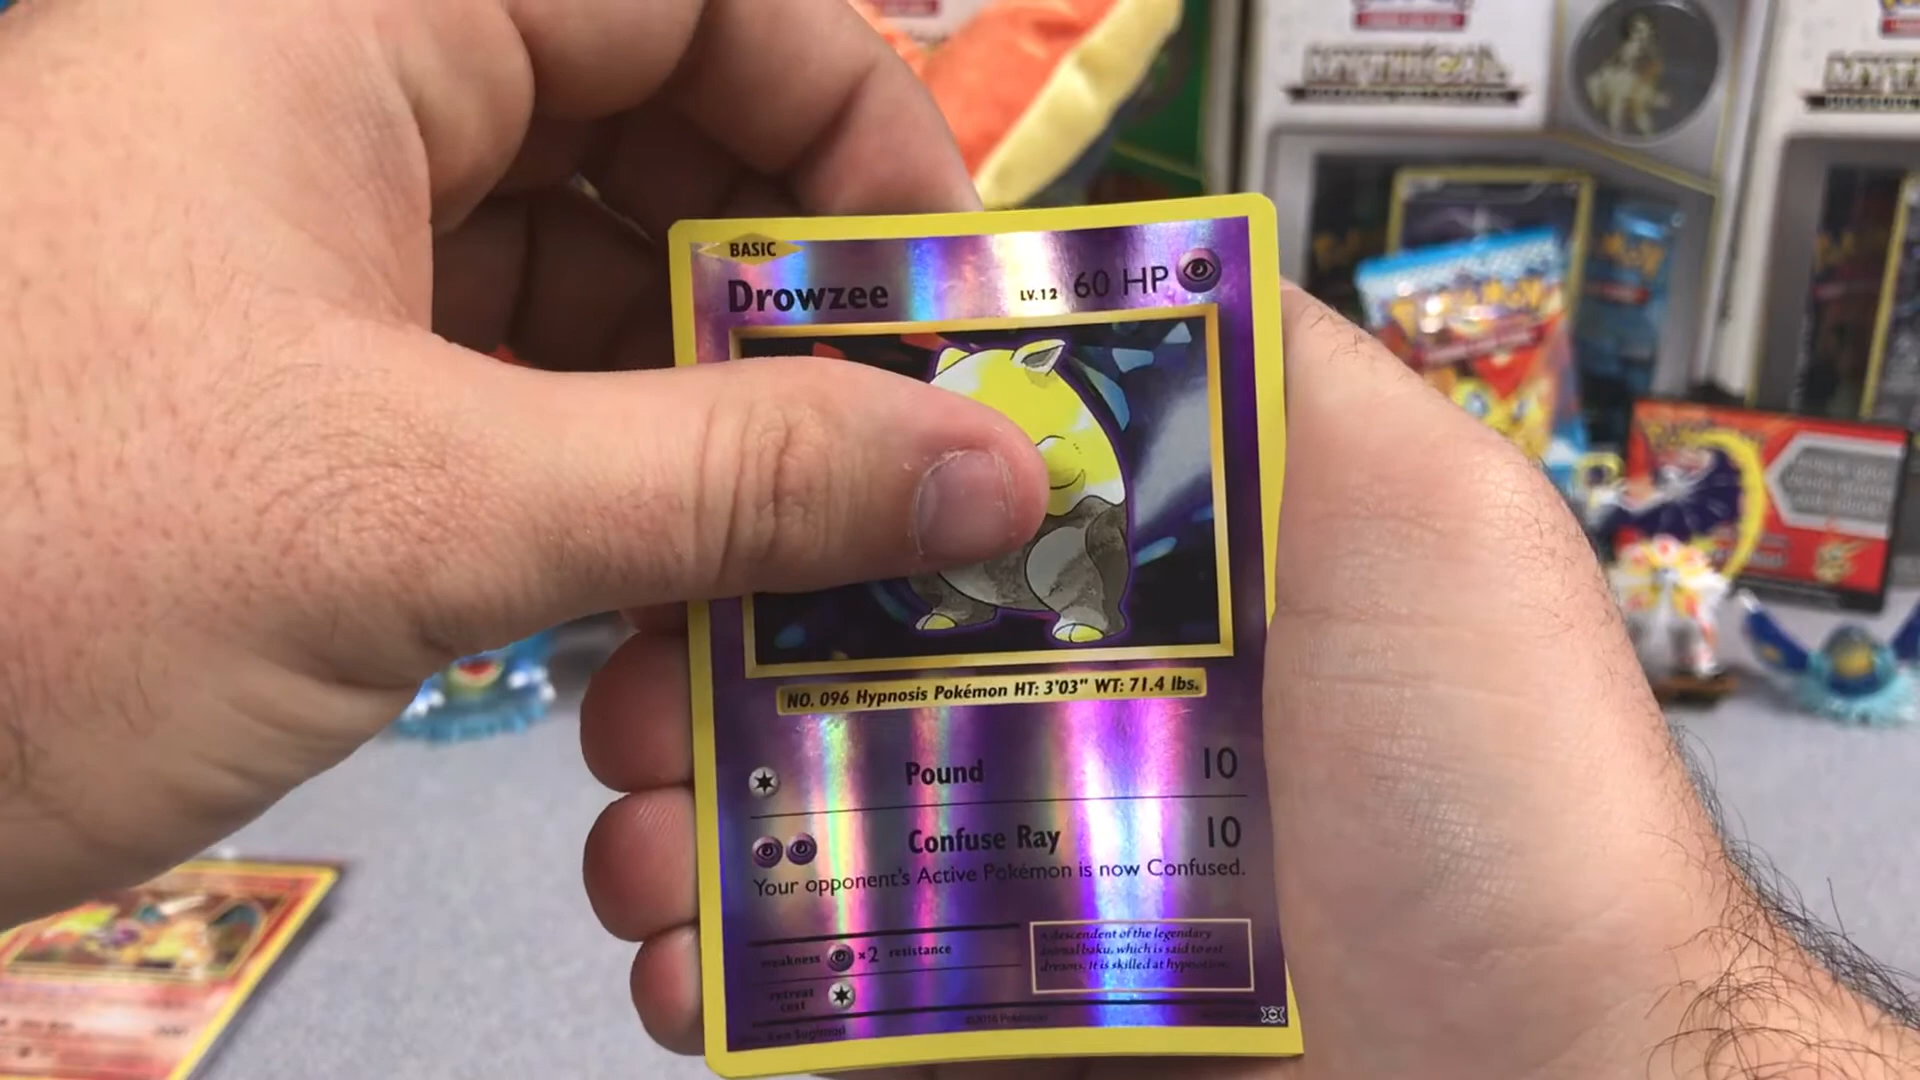 MYTHICAL
BASIC
Drowzee LV.12 60 HP
NO. 096 Hypnosis Pokémon HT: 3'03" WT: 71.4 lbs.
Pound 10
Confuse Ray 10
Your opponent's Active Pokémon is now Confused.
weakness ×2 resistance
retreat
cost
A descendent of the legendary
animal baku, which is said to eat
dreams. It is skilled at hypnotism.
Ken Sugimori
©2016 Pokémon